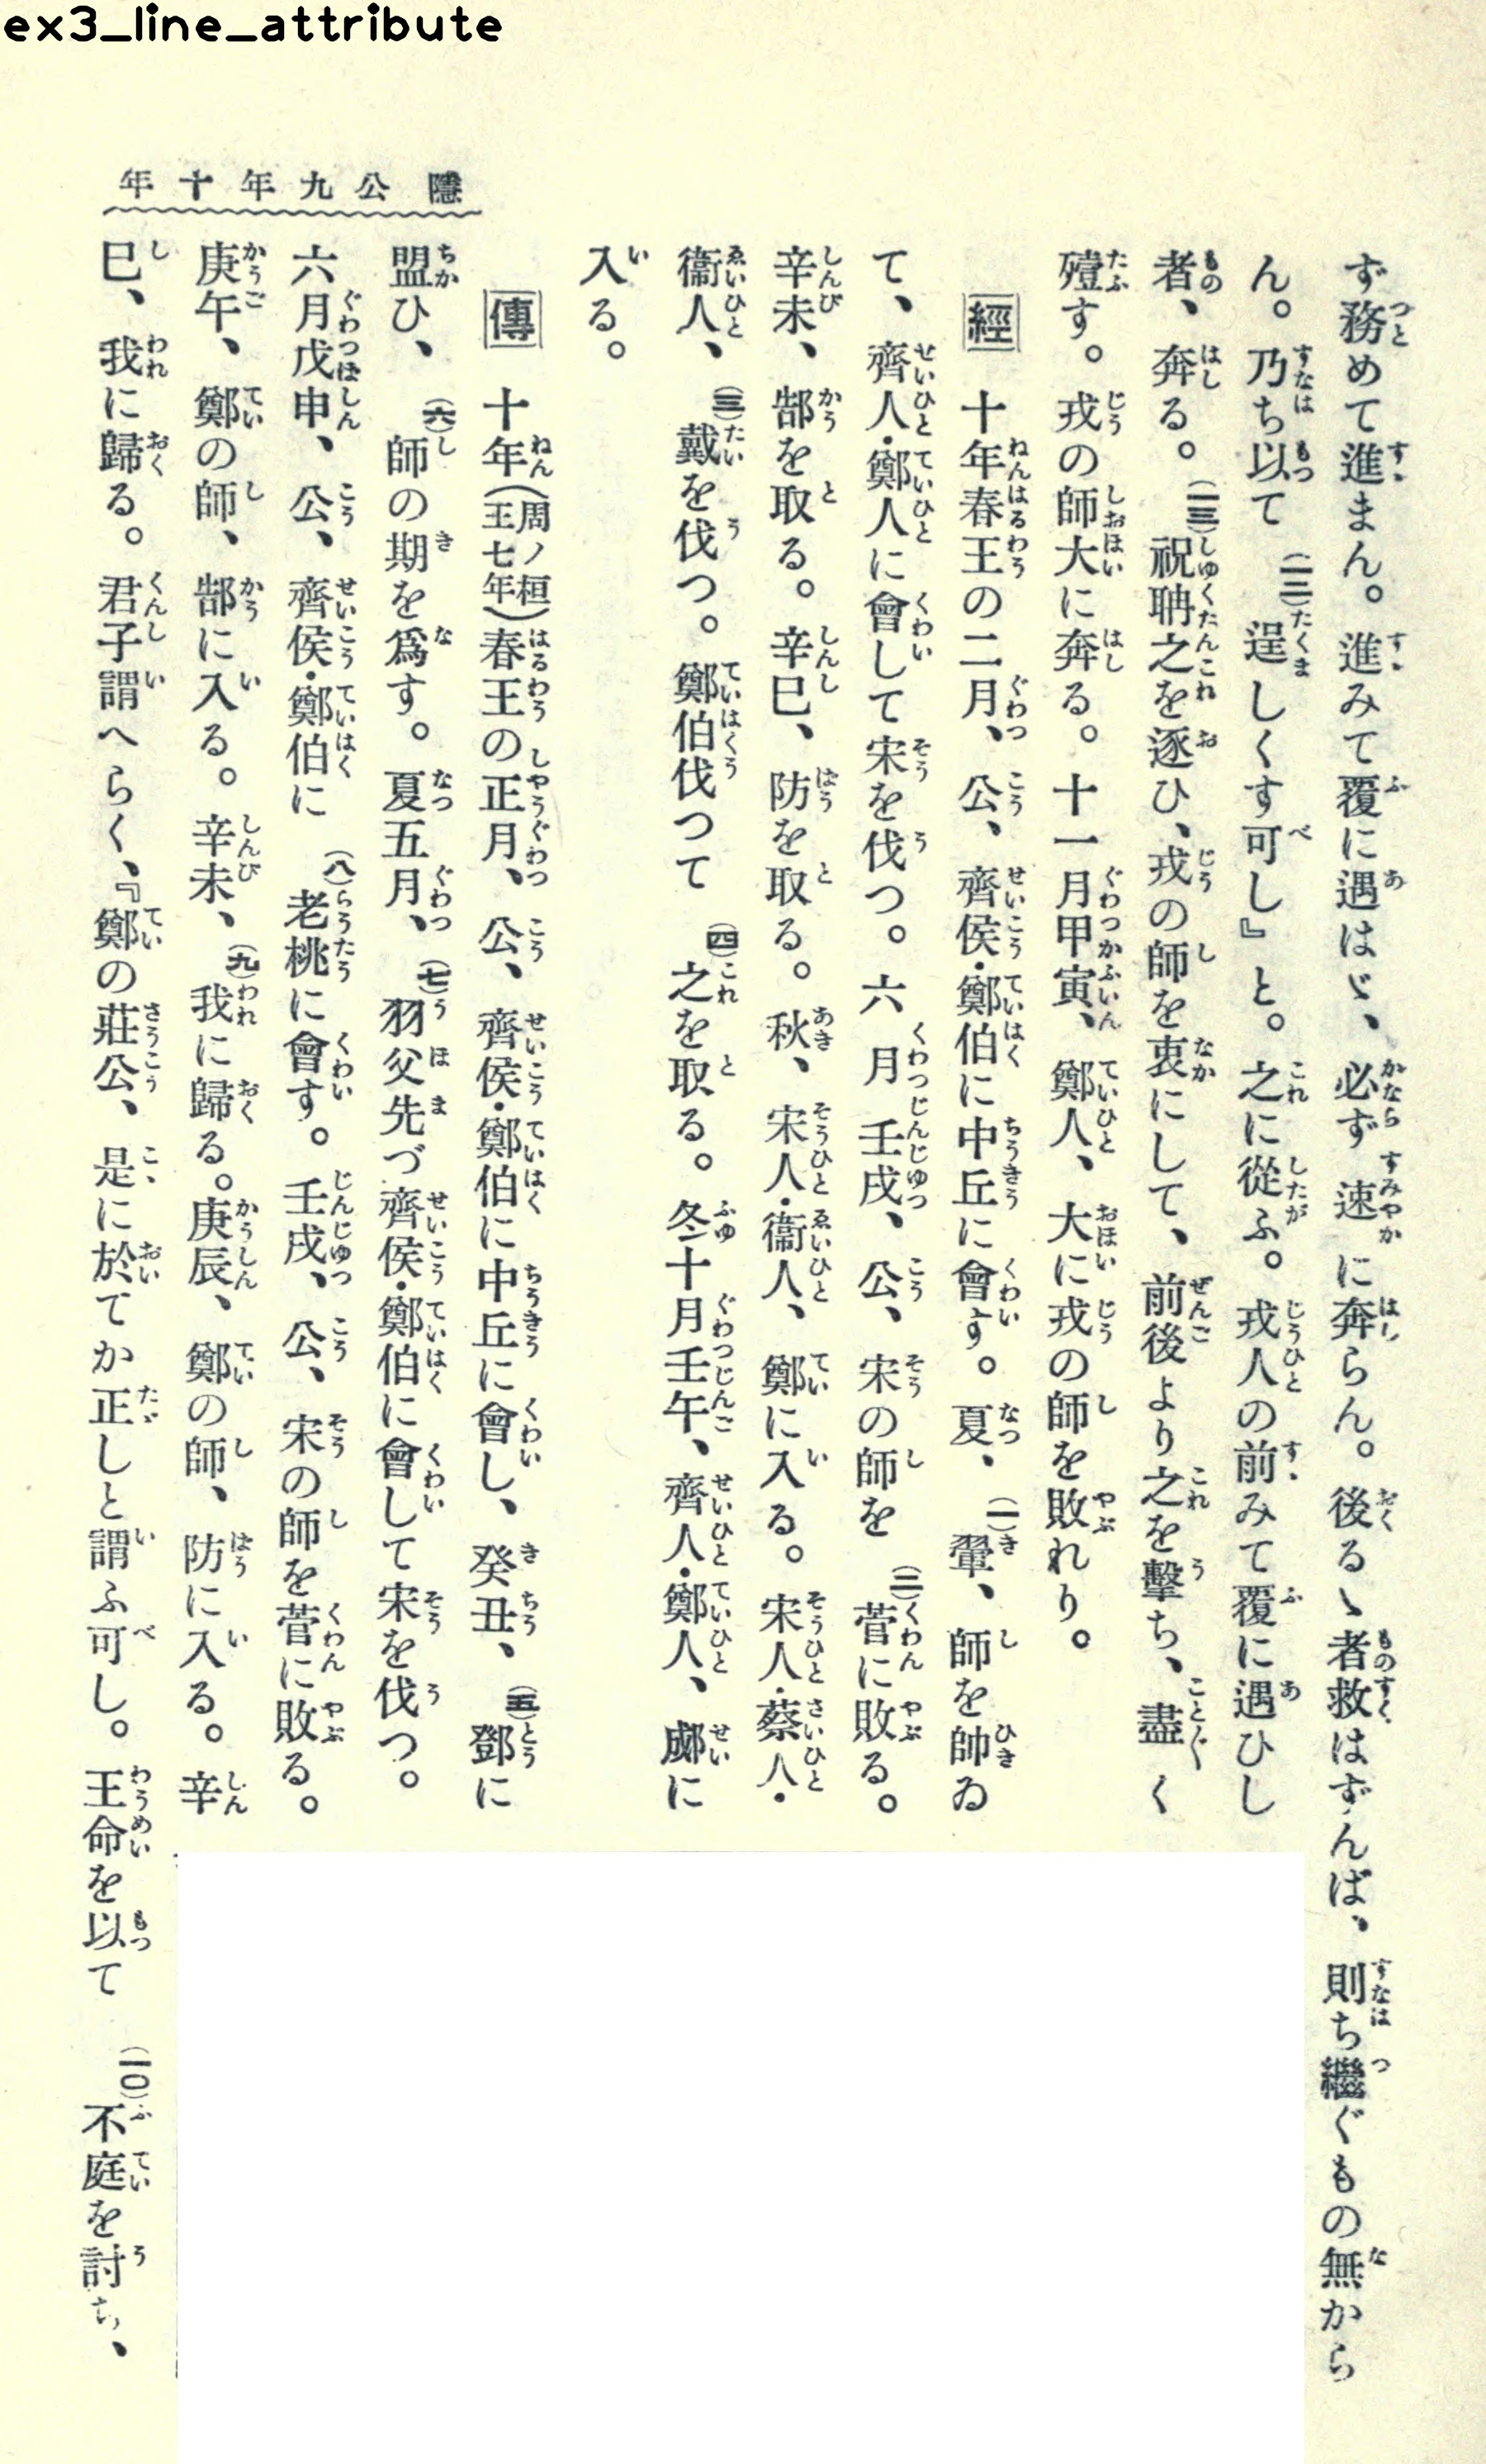 ex3_line_attribute
隱公九年十年
ず務めて進まん。進みて覆に遇はゞ、必ず速に奔らん。後るゝ者救はずんば、則ち繼ぐもの無から
ん。乃ち以て(一二)逞しくす可し』と。之に從ふ。戎人の前みて覆に遇ひし
者、奔る。(一三)祝聃之を逐ひ、戎の師を衷にして、前後より之を擊ち、盡く
殪す。戎の師大に奔る。十一月甲寅、鄭人、大に戎の師を敗れり。
經 十年春王の二月、公、齊侯・鄭伯に中丘に會す。夏、(一)翬、師を帥ゐ
て、齊人・鄭人に會して宋を伐つ。六月壬戌、公、宋の師を(二)菅に敗る。
辛未、郜を取る。辛巳、防を取る。秋、宋人・衞人、鄭に入る。宋人・蔡人・
衞人、(三)戴を伐つ。鄭伯伐つて(四)之を取る。冬十月壬午、齊人・鄭人、郕に
入る。
傳 十年(周ノ桓王七年)春王の正月、公、齊侯・鄭伯に中丘に會し、癸丑、(五)鄧に
盟ひ、(六)師の期を爲す。夏五月、(七)羽父先づ齊侯・鄭伯に會して宋を伐つ。
六月戊申、公、齊侯・鄭伯に(八)老桃に會す。壬戌、公、宋の師を菅に敗る。
庚午、鄭の師、郜に入る。辛未、(九)我に歸る。庚辰、鄭の師、防に入る。辛
巳、我に歸る。君子謂へらく、『鄭の莊公、是に於てか正しと謂ふ可し。王命を以て(一〇)不庭を討ち、